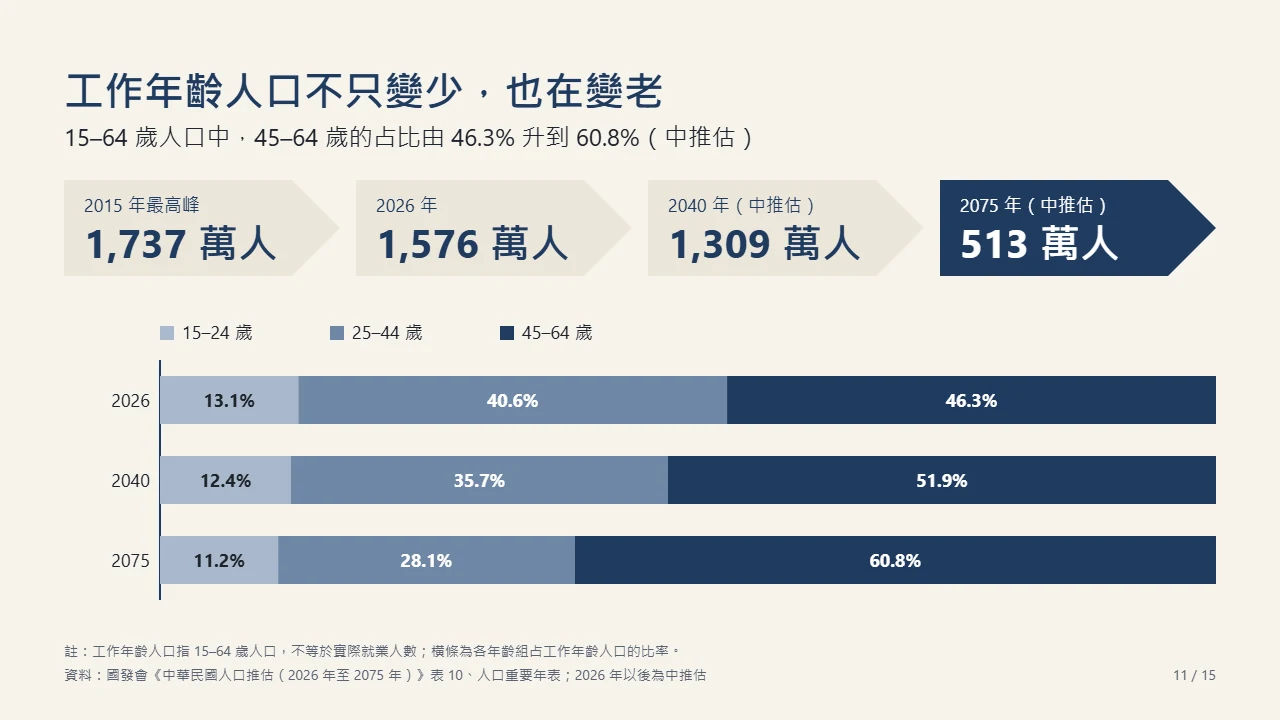 工作年齡人口不只變少，也在變老
15–64 歲人口中，45–64 歲的占比由 46.3% 升到 60.8%（中推估）
2015 年最高峰
1,737 萬人
2026 年
1,576 萬人
2040 年（中推估）
1,309 萬人
2075 年（中推估）
513 萬人
15–24 歲
25–44 歲
45–64 歲
2026 13.1% 40.6% 46.3%
2040 12.4% 35.7% 51.9%
2075 11.2% 28.1% 60.8%
註：工作年齡人口指 15–64 歲人口，不等於實際就業人數；橫條為各年齡組占工作年齡人口的比率。
資料：國發會《中華民國人口推估（2026 年至 2075 年）》表 10、人口重要年表；2026 年以後為中推估
11 / 15